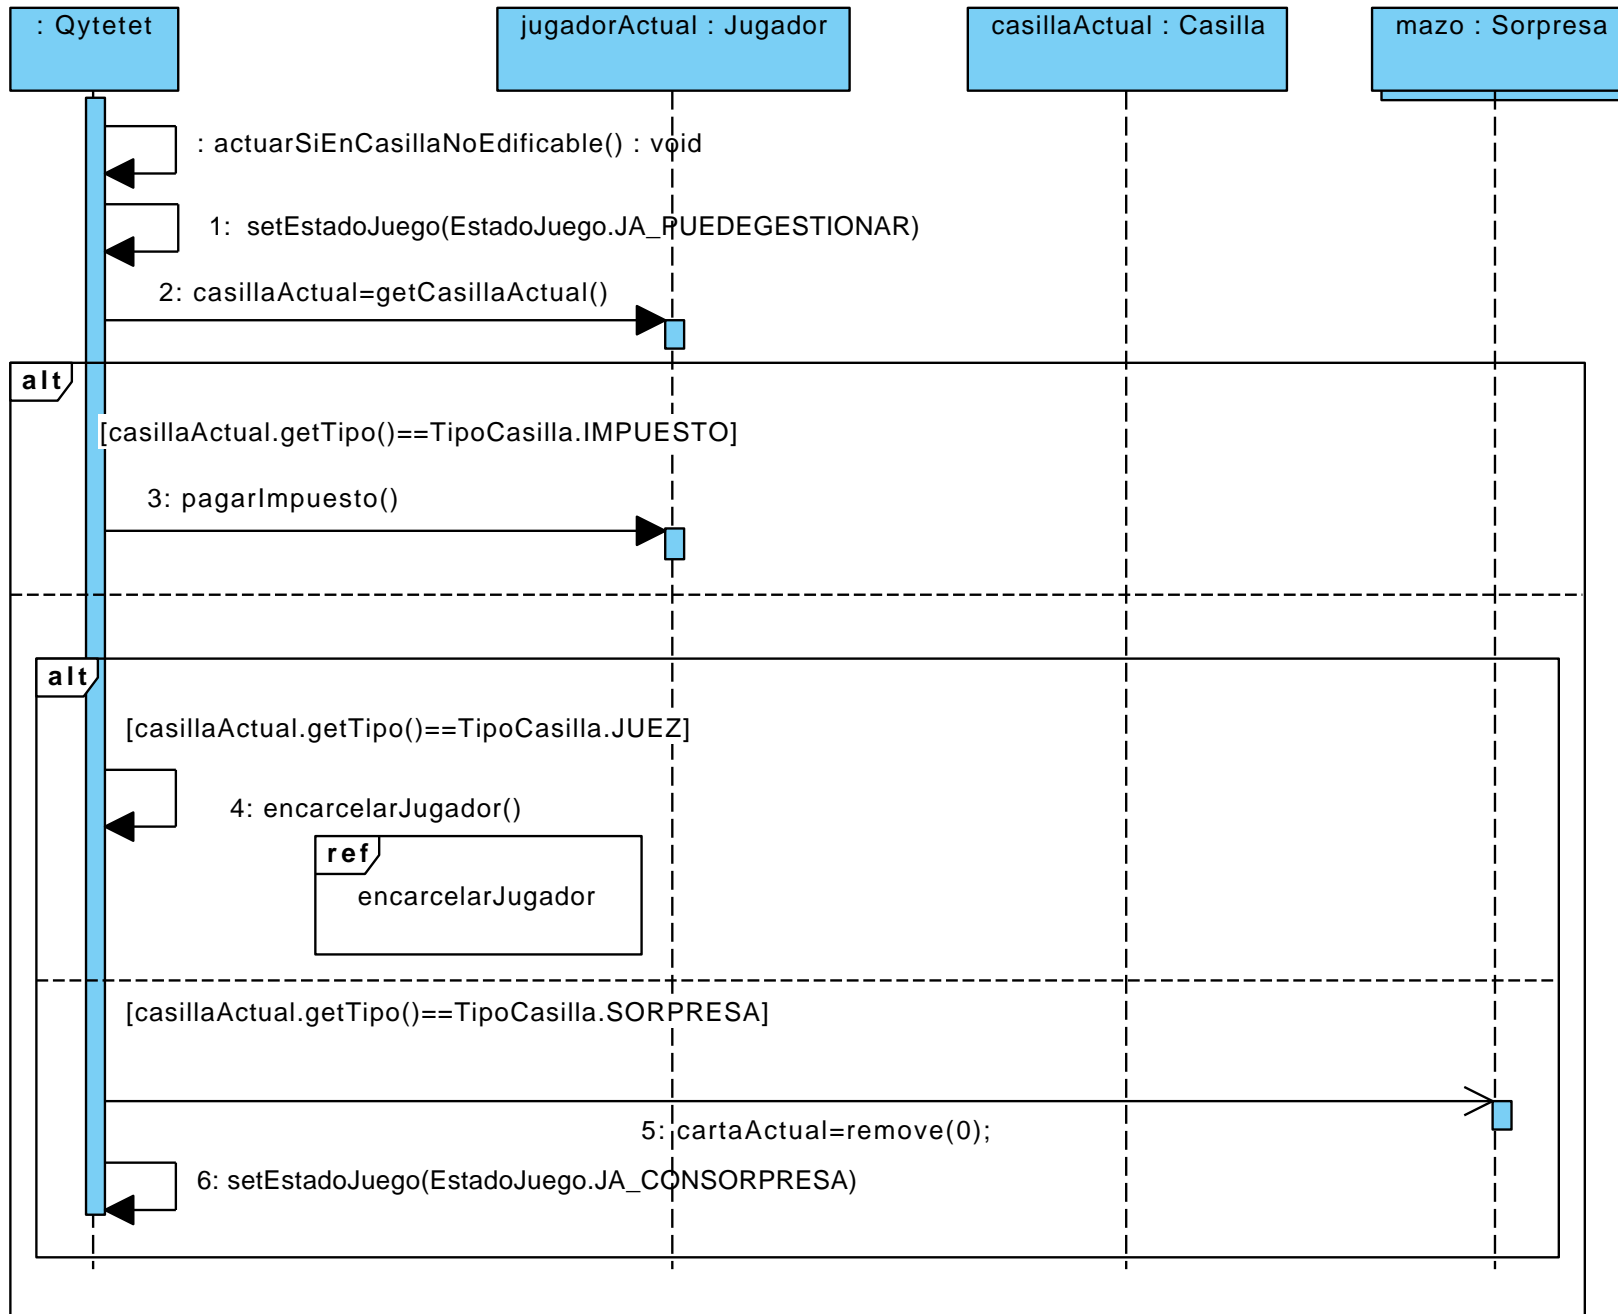 : Qytetet
jugadorActual : Jugador
casillaActual : Casilla
mazo : Sorpresa
: actuarSiEnCasillaNoEdificable() : void
1: setEstadoJuego(EstadoJuego.JA_PUEDEGESTIONAR)
2: casillaActual=getCasillaActual()
alt
[casillaActual.getTipo()==TipoCasilla.IMPUESTO]
3: pagarImpuesto()
alt
[casillaActual.getTipo()==TipoCasilla.JUEZ]
4: encarcelarJugador()
ref
encarcelarJugador
[casillaActual.getTipo()==TipoCasilla.SORPRESA]
5: cartaActual=remove(0);
6: setEstadoJuego(EstadoJuego.JA_CONSORPRESA)